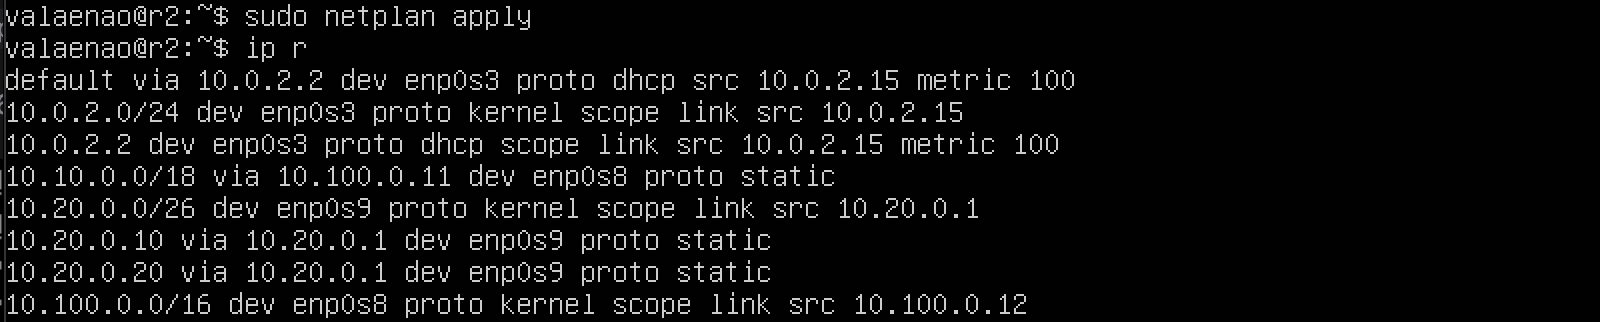 valaenao@r2:~$ sudo netplan apply
valaenao@r2:~$ ip r
default via 10.0.2.2 dev enp0s3 proto dhcp src 10.0.2.15 metric 100
10.0.2.0/24 dev enp0s3 proto kernel scope link src 10.0.2.15
10.0.2.2 dev enp0s3 proto dhcp scope link src 10.0.2.15 metric 100
10.10.0.0/18 via 10.100.0.11 dev enp0s8 proto static
10.20.0.0/26 dev enp0s9 proto kernel scope link src 10.20.0.1
10.20.0.10 via 10.20.0.1 dev enp0s9 proto static
10.20.0.20 via 10.20.0.1 dev enp0s9 proto static
10.100.0.0/16 dev enp0s8 proto kernel scope link src 10.100.0.12